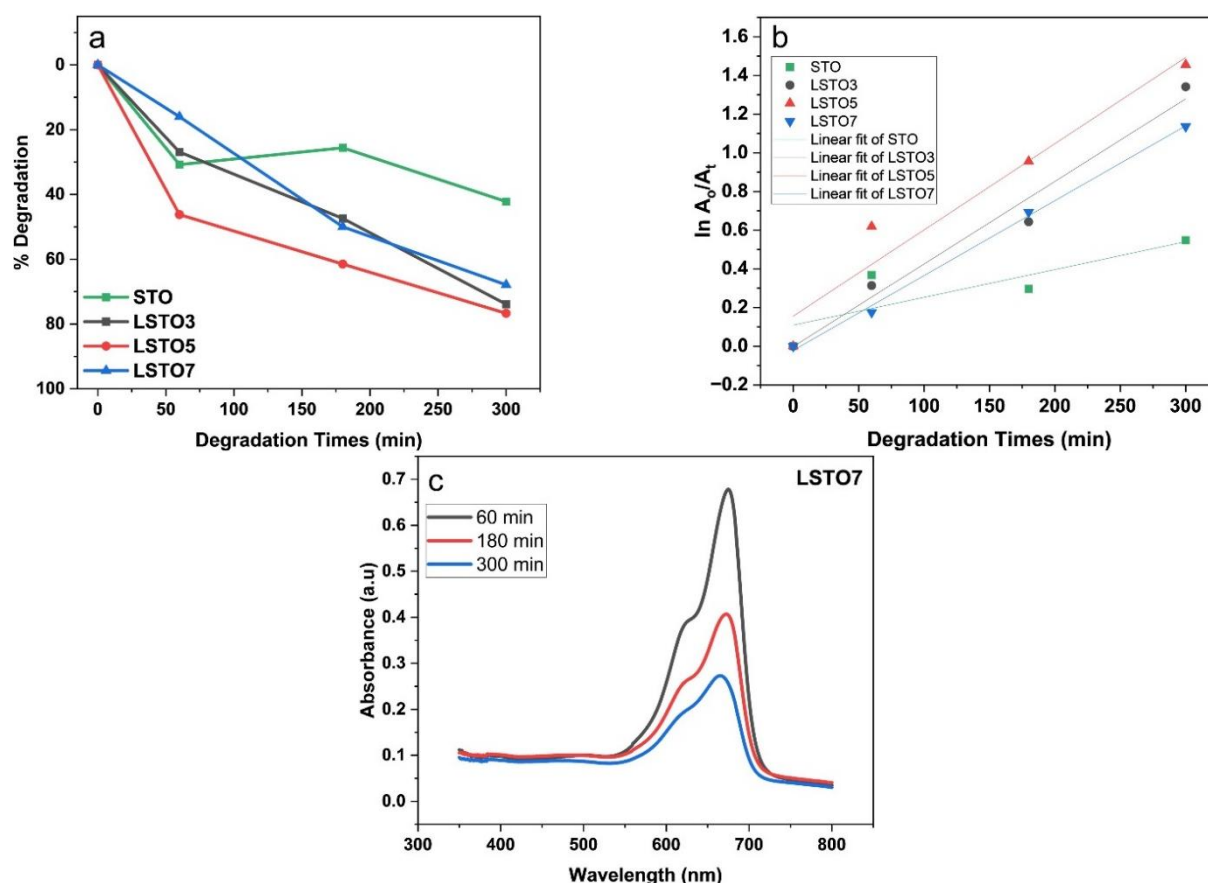 a
0
20
40
60
80
100
% Degradation
STO
LSTO3
LSTO5
LSTO7
0 50 100 150 200 250 300
Degradation Times (min)
b
1.6
1.4
1.2
1.0
0.8
0.6
0.4
0.2
0.0
−0.2
ln A₀/Aₜ
STO
LSTO3
LSTO5
LSTO7
Linear fit of STO
Linear fit of LSTO3
Linear fit of LSTO5
Linear fit of LSTO7
0 50 100 150 200 250 300
Degradation Times (min)
c
LSTO7
0.7
0.6
0.5
0.4
0.3
0.2
0.1
0.0
Absorbance (a.u)
60 min
180 min
300 min
300 400 500 600 700 800
Wavelength (nm)